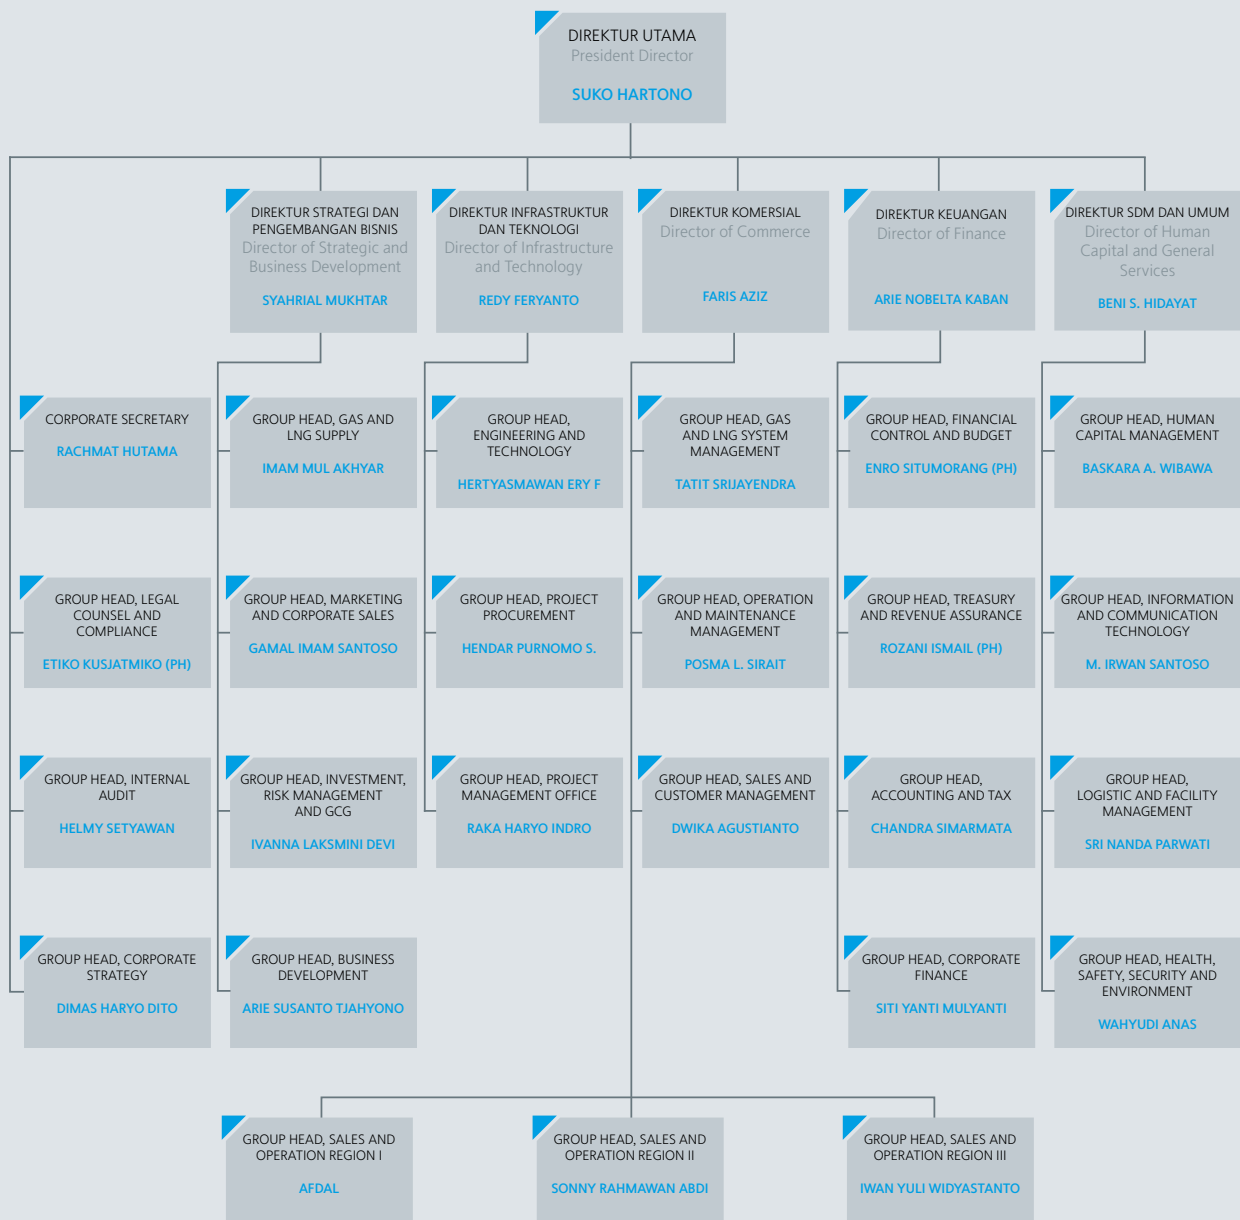 DIREKTUR UTAMA
President Director
SUKO HARTONO
DIREKTUR STRATEGI DAN
PENGEMBANGAN BISNIS
Director of Strategic and
Business Development
SYAHRIAL MUKHTAR
DIREKTUR INFRASTRUKTUR
DAN TEKNOLOGI
Director of Infrastructure
and Technology
REDY FERYANTO
DIREKTUR KOMERSIAL
Director of Commerce
FARIS AZIZ
DIREKTUR KEUANGAN
Director of Finance
ARIE NOBELTA KABAN
DIREKTUR SDM DAN UMUM
Director of Human
Capital and General
Services
BENI S. HIDAYAT
CORPORATE SECRETARY
RACHMAT HUTAMA
GROUP HEAD, GAS AND
LNG SUPPLY
IMAM MUL AKHYAR
GROUP HEAD,
ENGINEERING AND
TECHNOLOGY
HERTYASMAWAN ERY F
GROUP HEAD, GAS
AND LNG SYSTEM
MANAGEMENT
TATIT SRIJAYENDRA
GROUP HEAD, FINANCIAL
CONTROL AND BUDGET
ENRO SITUMORANG (PH)
GROUP HEAD, HUMAN
CAPITAL MANAGEMENT
BASKARA A. WIBAWA
GROUP HEAD, LEGAL
COUNSEL AND
COMPLIANCE
ETIKO KUSJATMIKO (PH)
GROUP HEAD, MARKETING
AND CORPORATE SALES
GAMAL IMAM SANTOSO
GROUP HEAD, PROJECT
PROCUREMENT
HENDAR PURNOMO S.
GROUP HEAD, OPERATION
AND MAINTENANCE
MANAGEMENT
POSMA L. SIRAIT
GROUP HEAD, TREASURY
AND REVENUE ASSURANCE
ROZANI ISMAIL (PH)
GROUP HEAD, INFORMATION
AND COMMUNICATION
TECHNOLOGY
M. IRWAN SANTOSO
GROUP HEAD, INTERNAL
AUDIT
HELMY SETYAWAN
GROUP HEAD, INVESTMENT,
RISK MANAGEMENT
AND GCG
IVANNA LAKSMINI DEVI
GROUP HEAD, PROJECT
MANAGEMENT OFFICE
RAKA HARYO INDRO
GROUP HEAD, SALES AND
CUSTOMER MANAGEMENT
DWIKA AGUSTIANTO
GROUP HEAD,
ACCOUNTING AND TAX
CHANDRA SIMARMATA
GROUP HEAD,
LOGISTIC AND FACILITY
MANAGEMENT
SRI NANDA PARWATI
GROUP HEAD, CORPORATE
STRATEGY
DIMAS HARYO DITO
GROUP HEAD, BUSINESS
DEVELOPMENT
ARIE SUSANTO TJAHYONO
GROUP HEAD, CORPORATE
FINANCE
SITI YANTI MULYANTI
GROUP HEAD, HEALTH,
SAFETY, SECURITY AND
ENVIRONMENT
WAHYUDI ANAS
GROUP HEAD, SALES AND
OPERATION REGION I
AFDAL
GROUP HEAD, SALES AND
OPERATION REGION II
SONNY RAHMAWAN ABDI
GROUP HEAD, SALES AND
OPERATION REGION III
IWAN YULI WIDYASTANTO